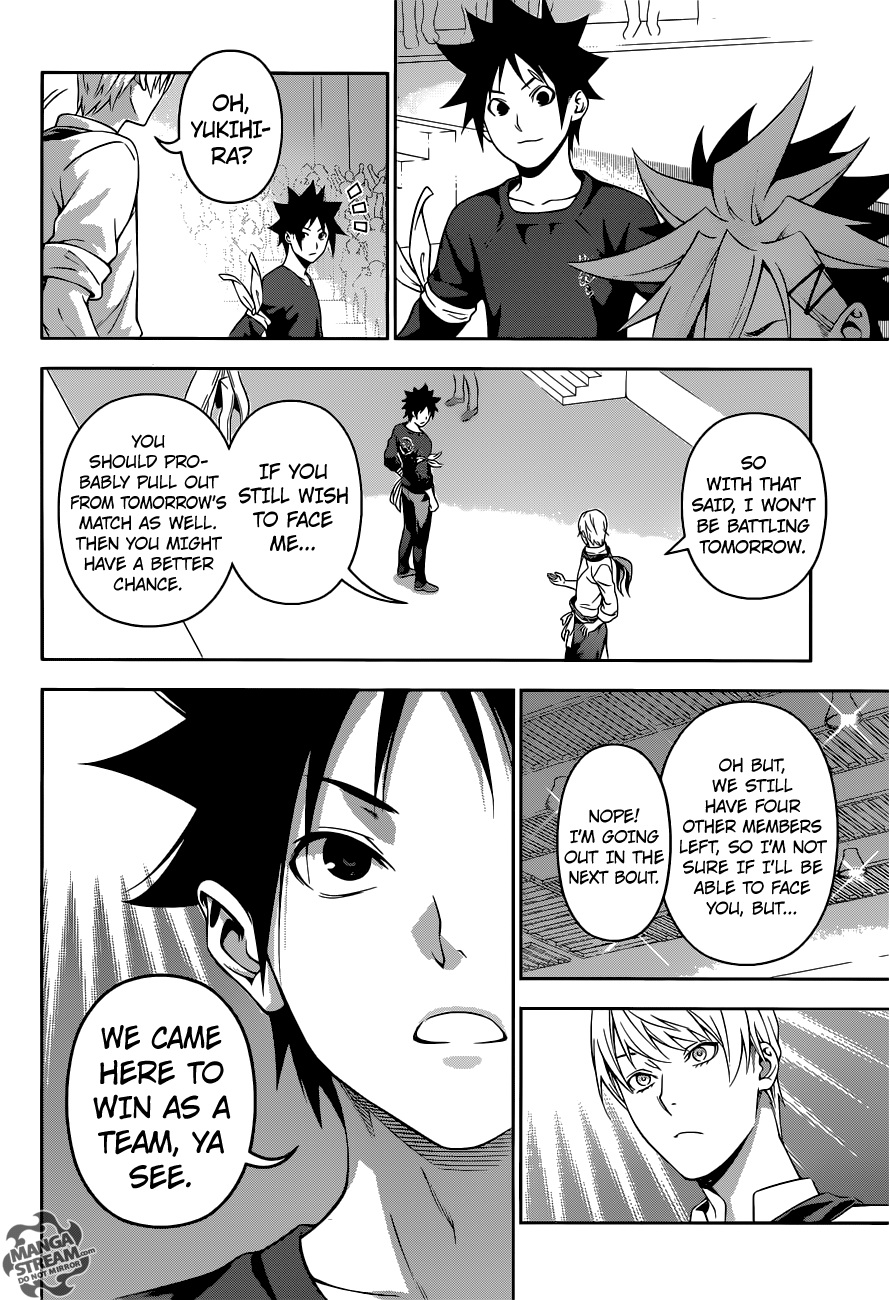 OH,
YUKIHI-
RA?
SO
WITH THAT
SAID, I WON'T
BE BATTLING
TOMORROW.
IF YOU
STILL WISH
TO FACE
ME...
YOU
SHOULD PRO-
BABLY PULL OUT
FROM TOMORROW'S
MATCH AS WELL.
THEN YOU MIGHT
HAVE A BETTER
CHANCE.
OH BUT,
WE STILL
HAVE FOUR
OTHER MEMBERS
LEFT, SO I'M NOT
SURE IF I'LL BE
ABLE TO FACE
YOU, BUT...
NOPE!
I'M GOING
OUT IN THE
NEXT BOUT.
WE CAME
HERE TO
WIN AS A
TEAM, YA
SEE.
MANGA
STREAM.com
DO NOT MIRROR